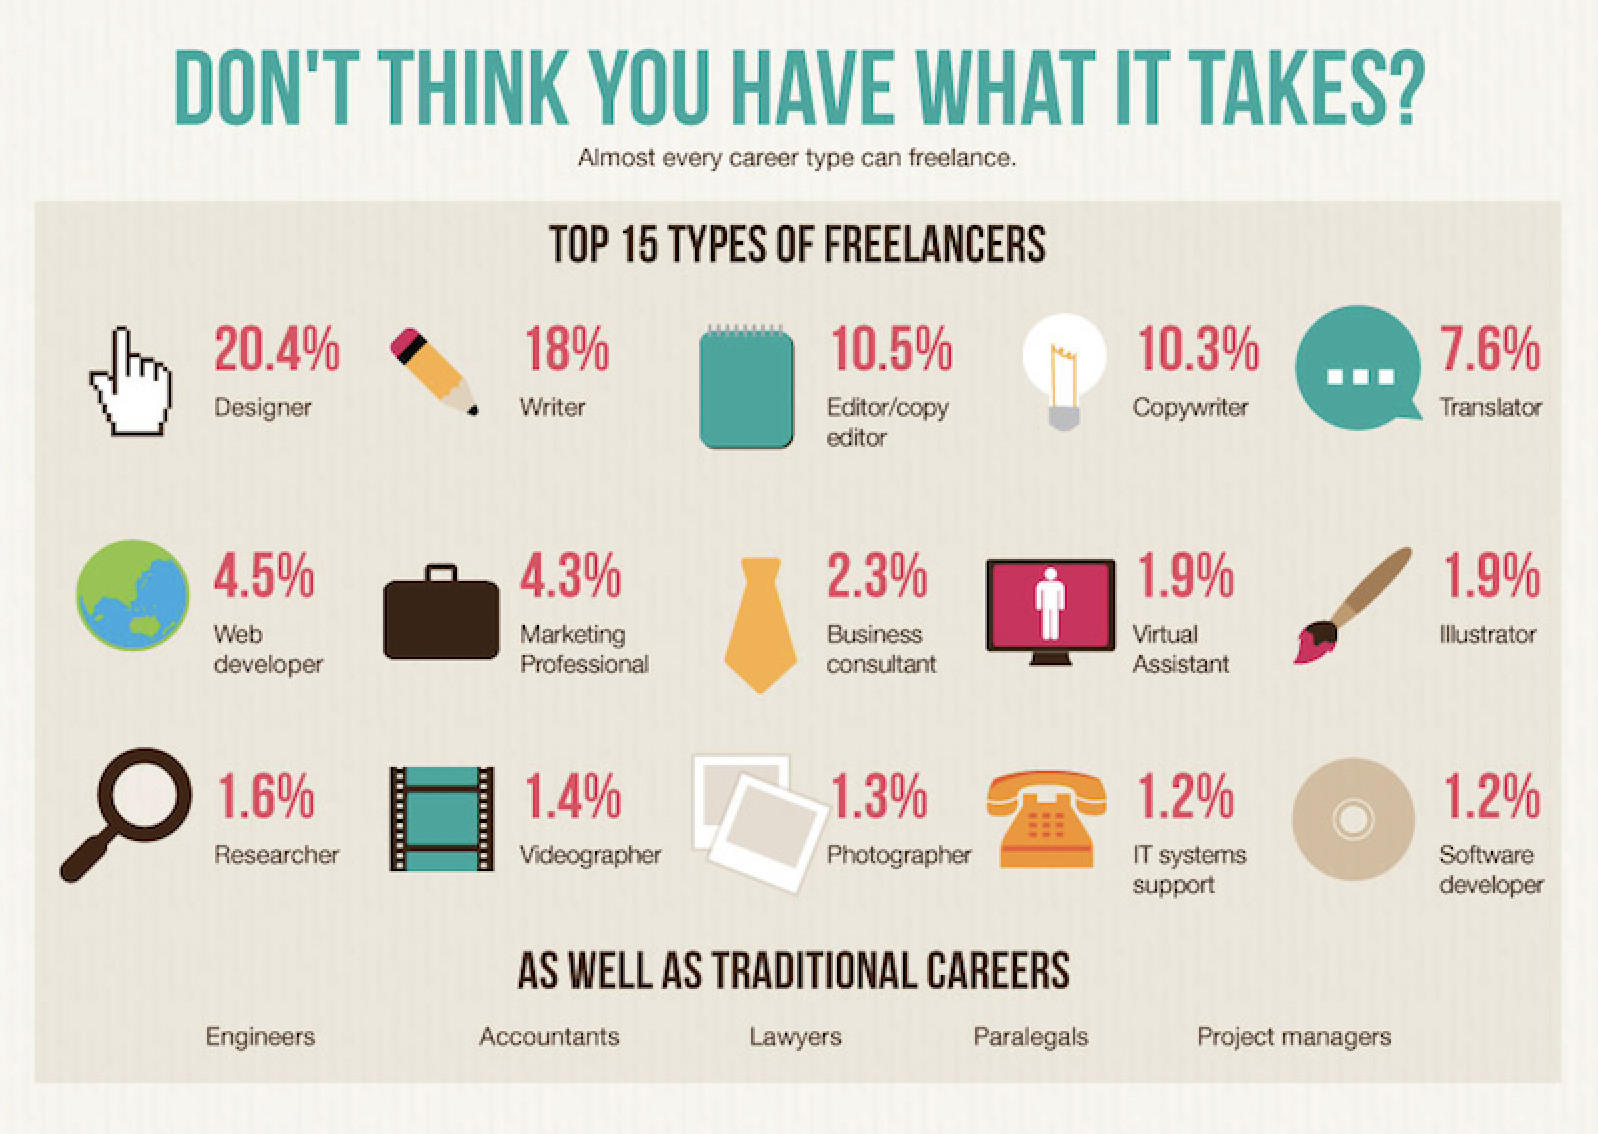 DON'T THINK YOU HAVE WHAT IT TAKES?
Almost every career type can freelance.
TOP 15 TYPES OF FREELANCERS
20.4%
Designer
18%
Writer
10.5%
Editor/copy
editor
10.3%
Copywriter
7.6%
Translator
4.5%
Web
developer
4.3%
Marketing
Professional
2.3%
Business
consultant
1.9%
Virtual
Assistant
1.9%
Illustrator
1.6%
Researcher
1.4%
Videographer
1.3%
Photographer
1.2%
IT systems
support
1.2%
Software
developer
AS WELL AS TRADITIONAL CAREERS
Engineers
Accountants
Lawyers
Paralegals
Project managers